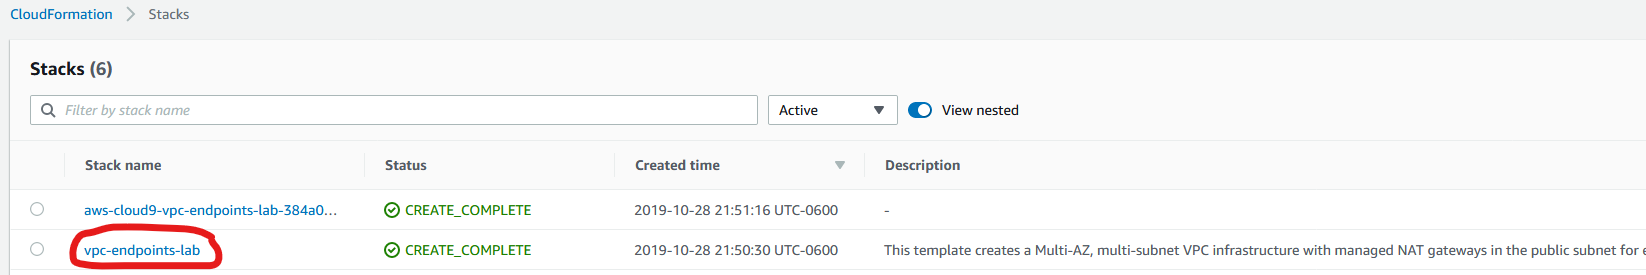 CloudFormation > Stacks
Stacks (6)
Filter by stack name
Active
View nested
Stack name Status Created time Description
aws-cloud9-vpc-endpoints-lab-384a0... CREATE_COMPLETE 2019-10-28 21:51:16 UTC-0600 -
vpc-endpoints-lab CREATE_COMPLETE 2019-10-28 21:50:30 UTC-0600 This template creates a Multi-AZ, multi-subnet VPC infrastructure with managed NAT gateways in the public subnet for e